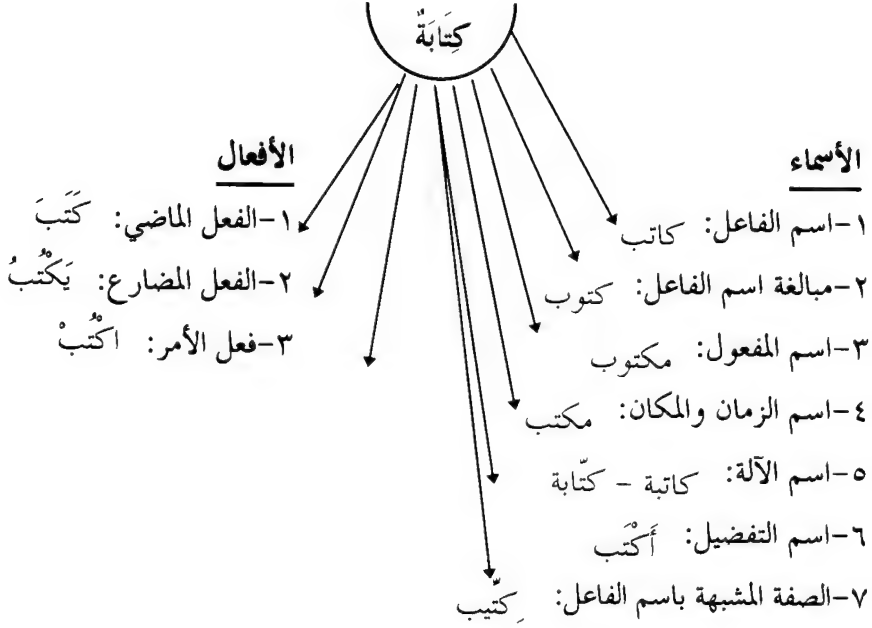 كِتَابَةٌ
الأسماء
١-اسم الفاعل: كاتب
٢-مبالغة اسم الفاعل: كتوب
٣-اسم المفعول: مكتوب
٤-اسم الزمان والمكان: مكتب
٥-اسم الآلة: كاتبة - كتّابة
٦-اسم التفضيل: أَكْتَب
٧-الصفة المشبهة باسم الفاعل: كِتّيب
الأفعال
١-الفعل الماضي: كَتَبَ
٢-الفعل المضارع: يَكْتُبُ
٣-فعل الأمر: اكْتُبْ